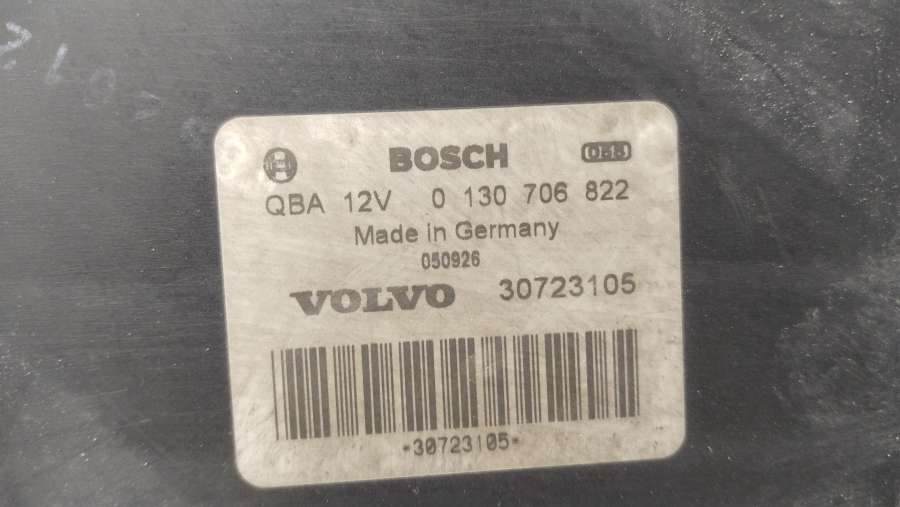 BOSCH
QBA 12V 0 130 706 822
Made in Germany
050926
VOLVO 30723105
-30723105-